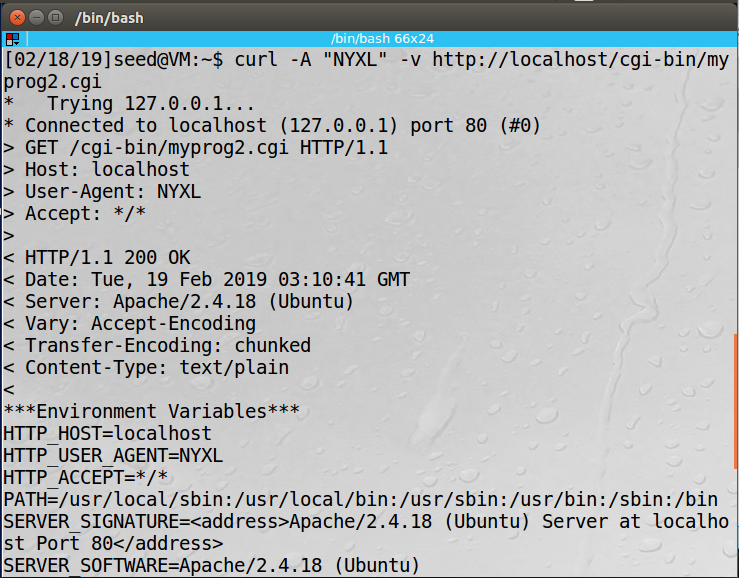 /bin/bash
/bin/bash 66x24
[02/18/19]seed@VM:~$ curl -A "NYXL" -v http://localhost/cgi-bin/my
prog2.cgi
*   Trying 127.0.0.1...
* Connected to localhost (127.0.0.1) port 80 (#0)
> GET /cgi-bin/myprog2.cgi HTTP/1.1
> Host: localhost
> User-Agent: NYXL
> Accept: */*
>
< HTTP/1.1 200 OK
< Date: Tue, 19 Feb 2019 03:10:41 GMT
< Server: Apache/2.4.18 (Ubuntu)
< Vary: Accept-Encoding
< Transfer-Encoding: chunked
< Content-Type: text/plain
<
***Environment Variables***
HTTP_HOST=localhost
HTTP_USER_AGENT=NYXL
HTTP_ACCEPT=*/*
PATH=/usr/local/sbin:/usr/local/bin:/usr/sbin:/usr/bin:/sbin:/bin
SERVER_SIGNATURE=<address>Apache/2.4.18 (Ubuntu) Server at localho
st Port 80</address>
SERVER_SOFTWARE=Apache/2.4.18 (Ubuntu)